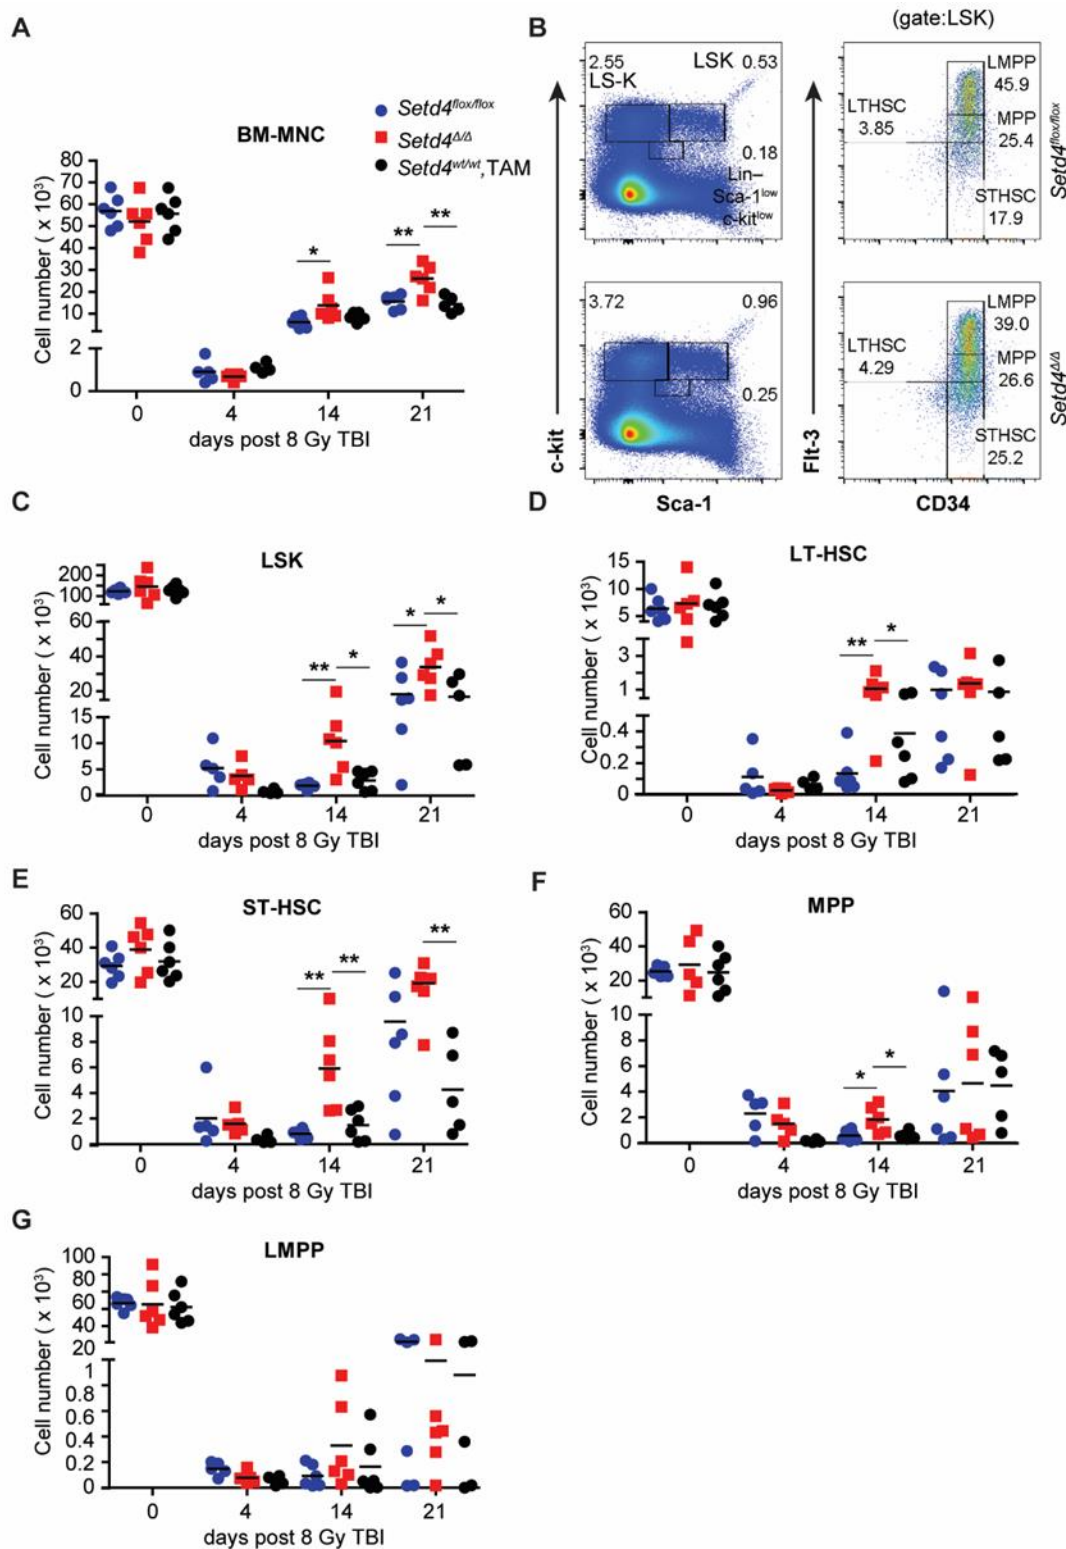 A
BM-MNC
Setd4flox/flox
Setd4Δ/Δ
Setd4wt/wt,TAM
Cell number ( x 10³)
80
70
60
50
40
30
20
10
2
0
*
**
**
0 4 14 21
days post 8 Gy TBI
B
(gate:LSK)
2.55
LS-K
LSK
0.53
0.18
Lin–
Sca-1low
c-kitlow
LTHSC
3.85
LMPP
45.9
MPP
25.4
STHSC
17.9
Setd4flox/flox
3.72
0.96
0.25
LTHSC
4.29
LMPP
39.0
MPP
26.6
STHSC
25.2
Setd4Δ/Δ
c-kit
Sca-1
Flt-3
CD34
C
LSK
Cell number ( x 10³)
200
100
60
40
20
10
5
0
**
*
*
*
0 4 14 21
days post 8 Gy TBI
D
LT-HSC
Cell number ( x 10³)
15
10
5
3
1
0.4
0.2
0
**
*
0 4 14 21
days post 8 Gy TBI
E
ST-HSC
Cell number ( x 10³)
60
40
20
10
8
6
4
2
0
**
**
**
0 4 14 21
days post 8 Gy TBI
F
MPP
Cell number ( x 10³)
60
40
20
10
8
6
4
2
0
*
*
0 4 14 21
days post 8 Gy TBI
G
LMPP
Cell number ( x 10³)
100
80
60
40
20
1
0.8
0.6
0.4
0.2
0
0 4 14 21
days post 8 Gy TBI